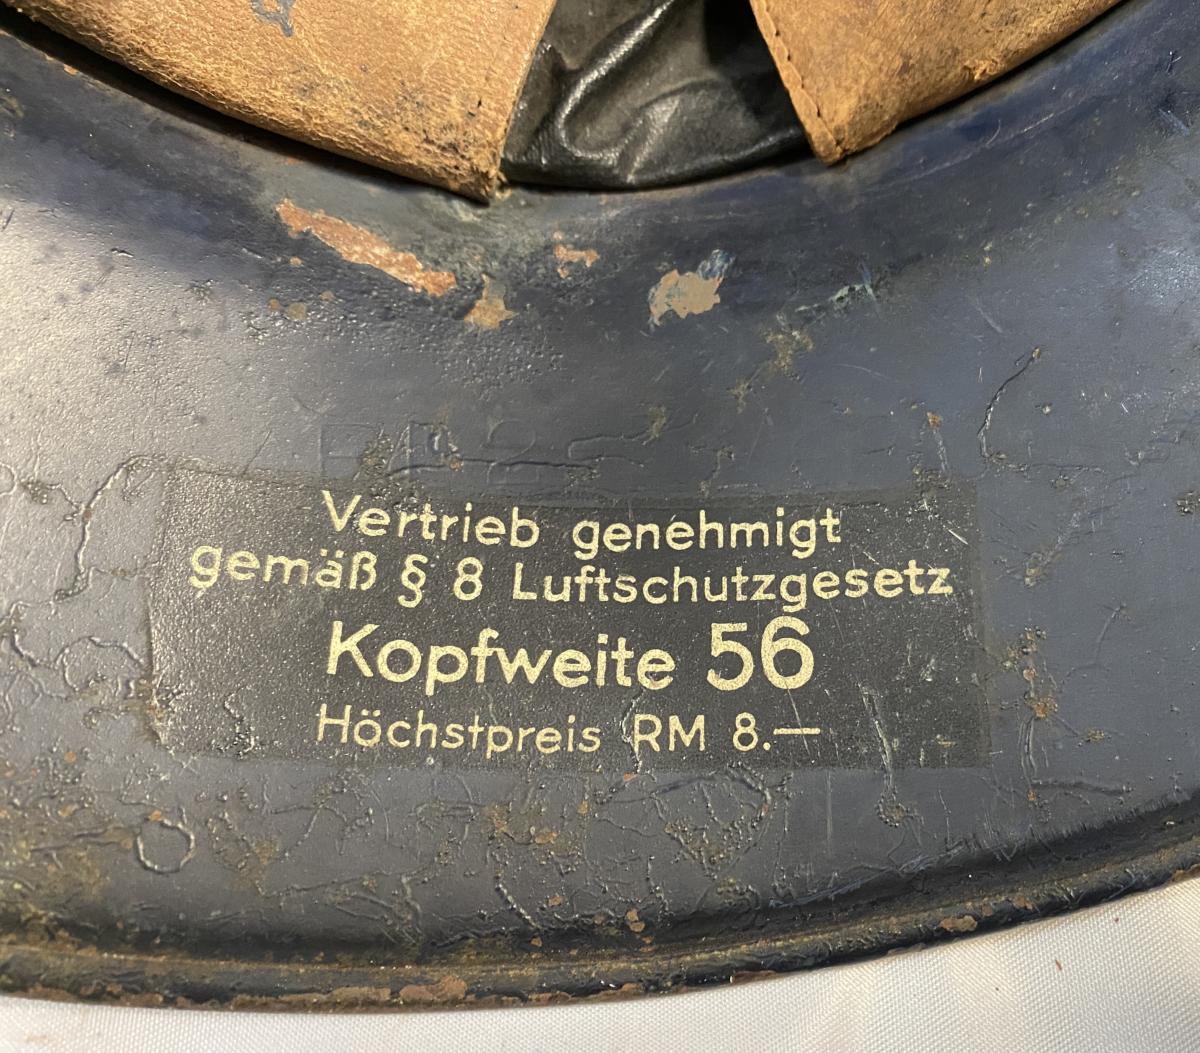 Vertrieb genehmigt
gemäß § 8 Luftschutzgesetz
Kopfweite 56
Höchstpreis RM 8.—